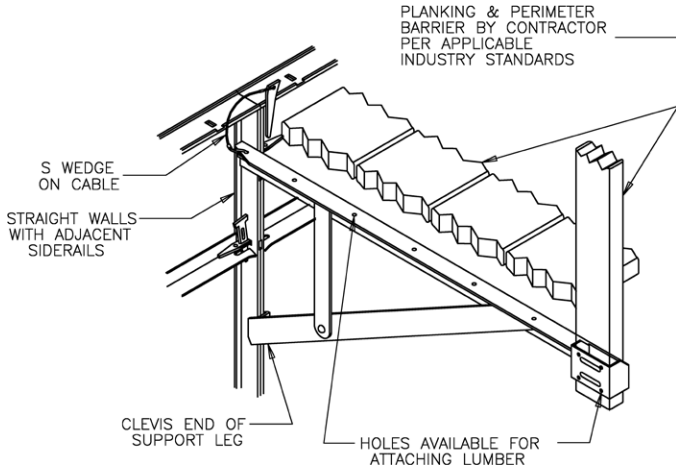 PLANKING & PERIMETER
BARRIER BY CONTRACTOR
PER APPLICABLE
INDUSTRY STANDARDS
S WEDGE
ON CABLE
STRAIGHT WALLS
WITH ADJACENT
SIDERAILS
CLEVIS END OF
SUPPORT LEG
HOLES AVAILABLE FOR
ATTACHING LUMBER